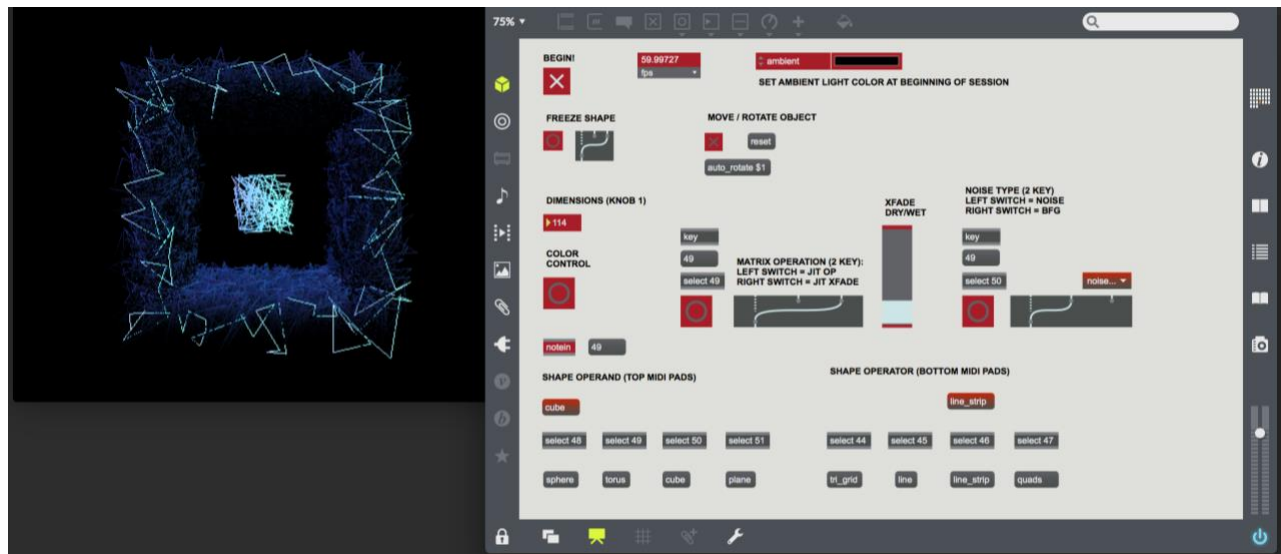 75%
BEGIN!
59.99727
fps
ambient
SET AMBIENT LIGHT COLOR AT BEGINNING OF SESSION
FREEZE SHAPE
MOVE / ROTATE OBJECT
reset
auto_rotate $1
DIMENSIONS (KNOB 1)
114
COLOR
CONTROL
key
49
select 49
MATRIX OPERATION (2 KEY):
LEFT SWITCH = JIT OP
RIGHT SWITCH = JIT XFADE
XFADE
DRY/WET
NOISE TYPE (2 KEY)
LEFT SWITCH = NOISE
RIGHT SWITCH = BFG
key
49
select 50
noise...
notein
49
SHAPE OPERAND (TOP MIDI PADS)
SHAPE OPERATOR (BOTTOM MIDI PADS)
cube
line_strip
select 48 select 49 select 50 select 51 select 44 select 45 select 46 select 47
sphere torus cube plane tri_grid line line_strip quads